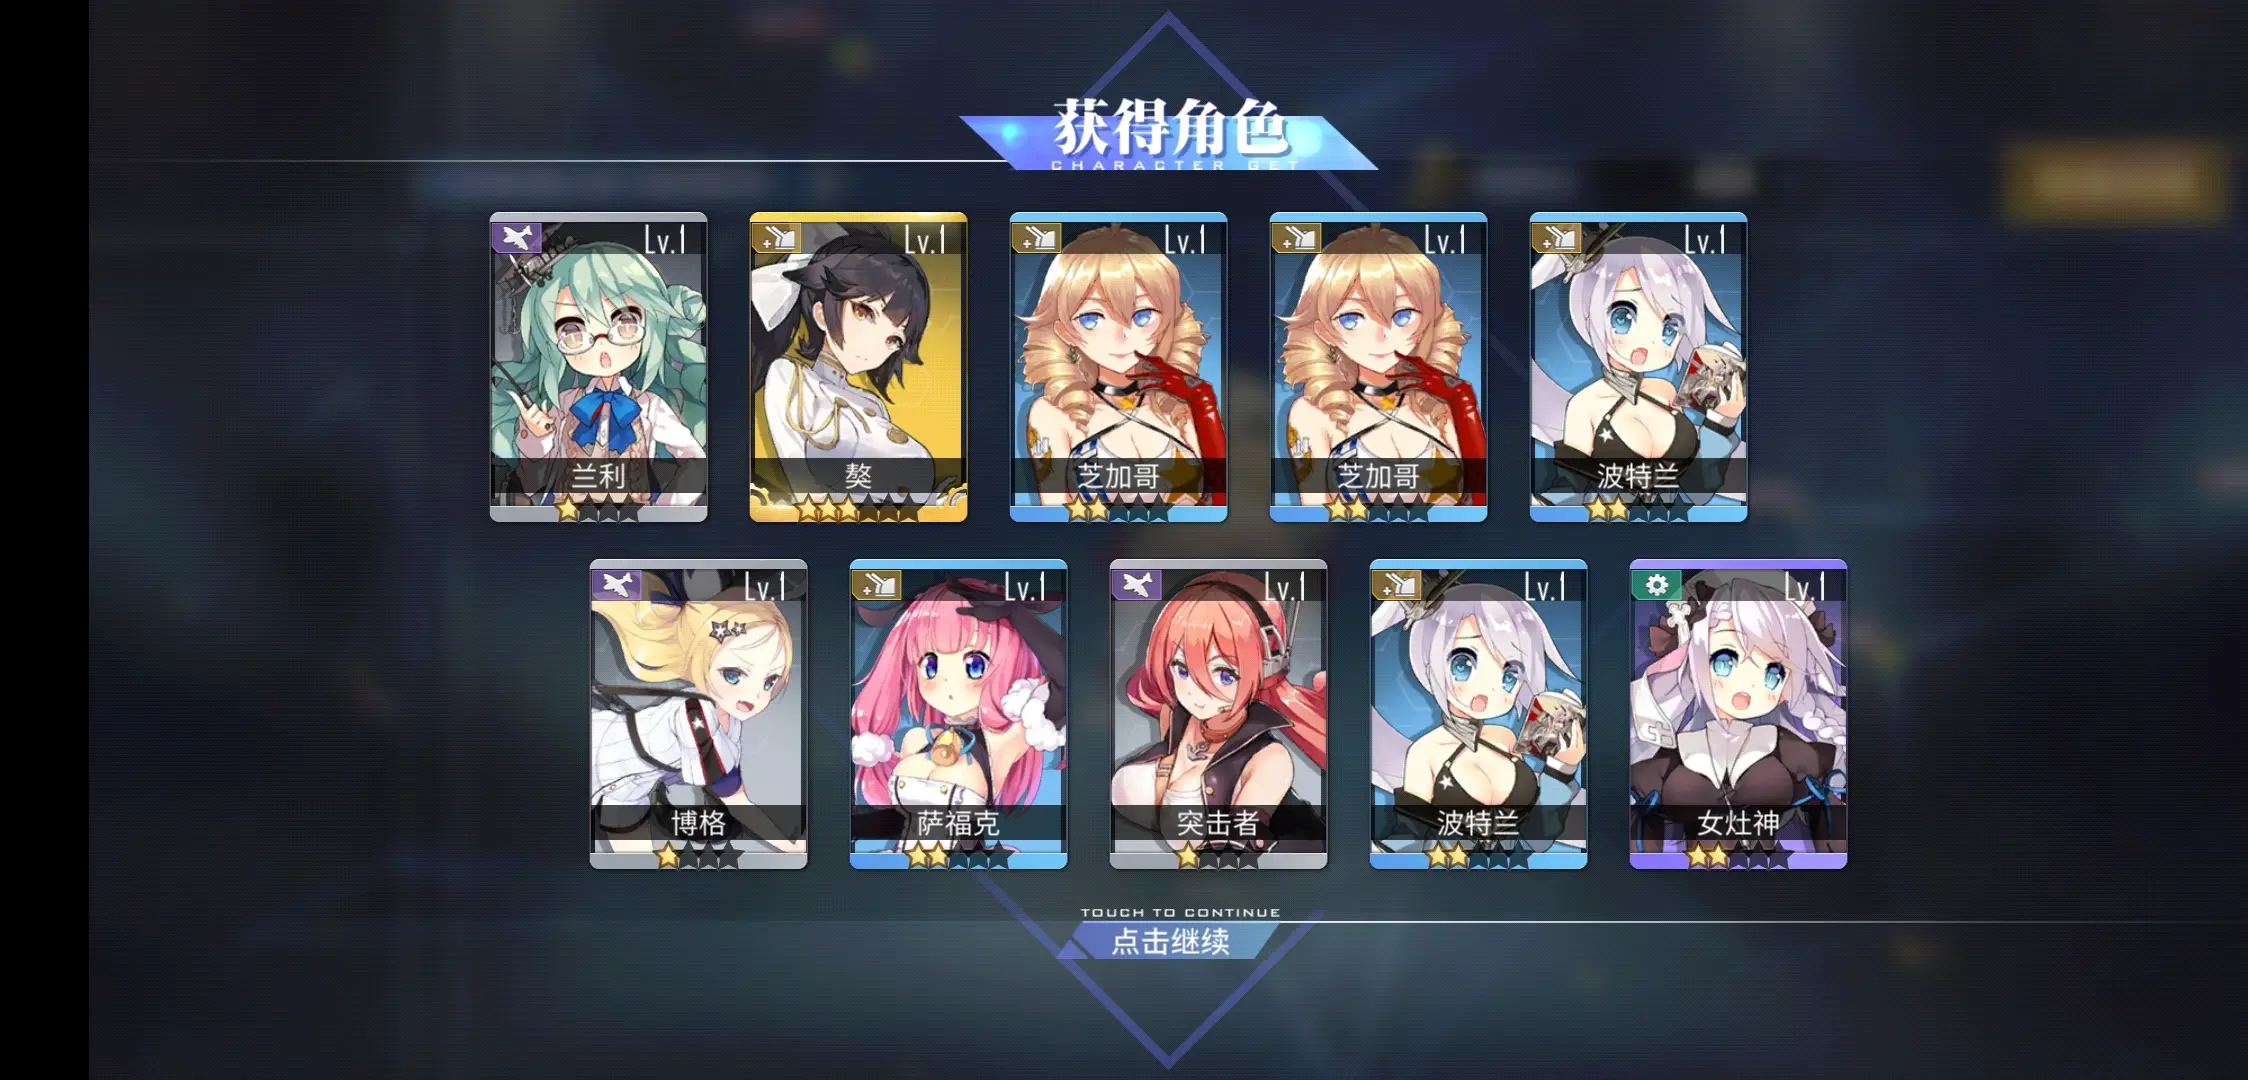 获得角色
CHARACTER GET
Lv.1
Lv.1
Lv.1
Lv.1
Lv.1
兰利
獒
芝加哥
芝加哥
波特兰
Lv.1
Lv.1
Lv.1
Lv.1
Lv.1
博格
萨福克
突击者
波特兰
女灶神
TOUCH TO CONTINUE
点击继续